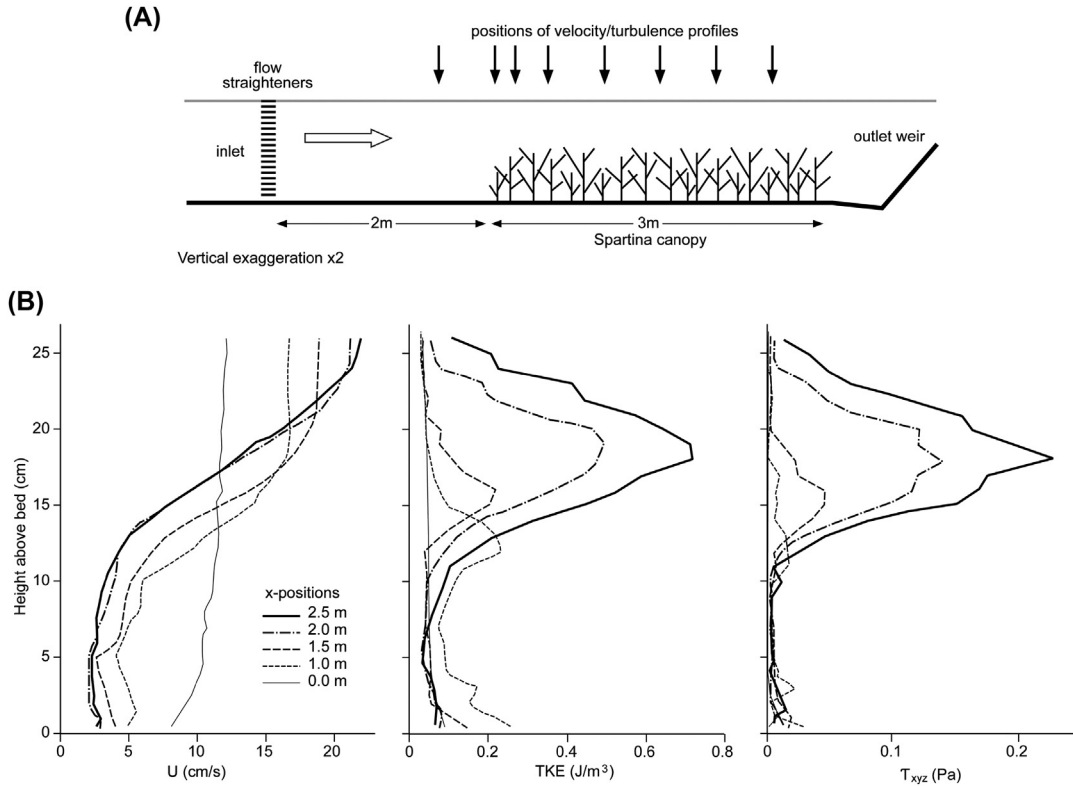 (A)
positions of velocity/turbulence profiles
flow
straighteners
inlet
outlet weir
2m
3m
Spartina canopy
Vertical exaggeration x2
(B)
25
20
15
10
5
0
Height above bed (cm)
x-positions
2.5 m
2.0 m
1.5 m
1.0 m
0.0 m
0
5
10
15
20
U (cm/s)
0
0.2
0.4
0.6
0.8
TKE (J/m³)
0
0.1
0.2
Txyz (Pa)